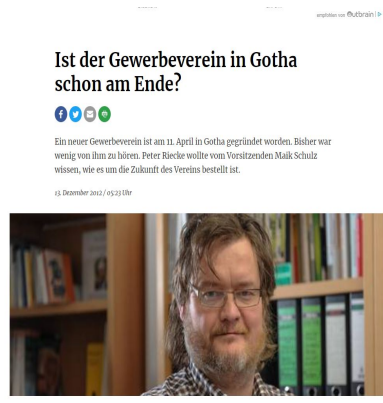 empfohlen von Outbrain
Ist der Gewerbeverein in Gotha
schon am Ende?
Ein neuer Gewerbeverein ist am 11. April in Gotha gegründet worden. Bisher war
wenig von ihm zu hören. Peter Riecke wollte vom Vorsitzenden Maik Schulz
wissen, wie es um die Zukunft des Vereins bestellt ist.
13. Dezember 2012 / 05:23 Uhr